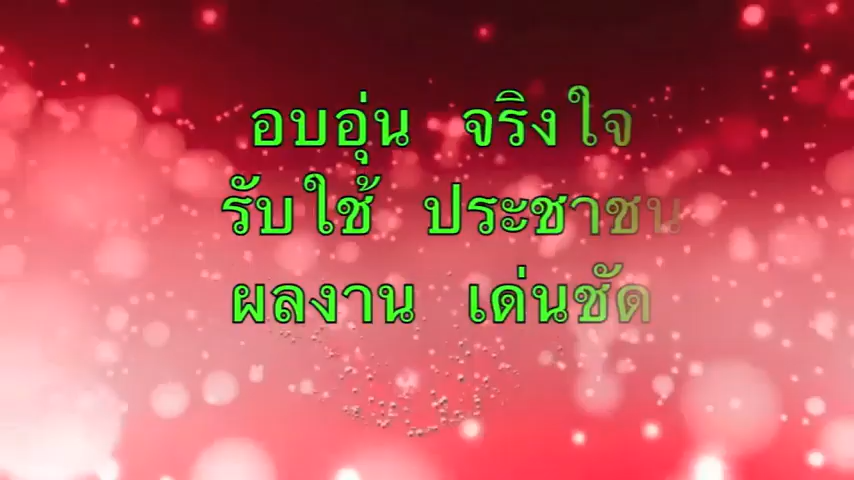 อบอุ่น จริงใจ
รับใช้ ประชาชน
ผลงาน เด่นชัด